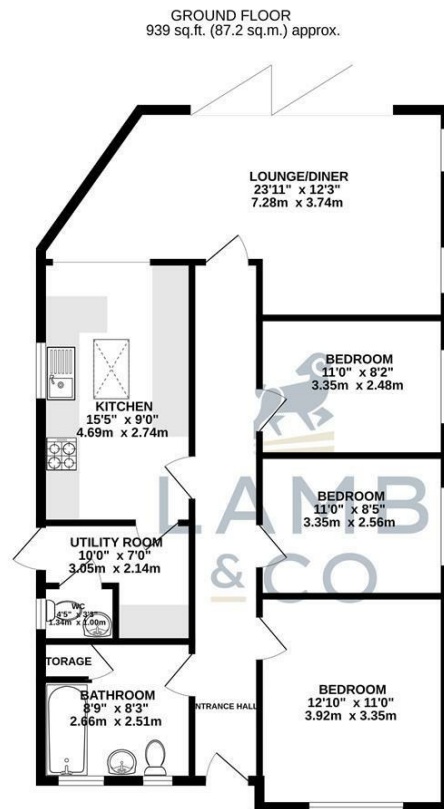 GROUND FLOOR
939 sq.ft. (87.2 sq.m.) approx.
LOUNGE/DINER
23'11" x 12'3"
7.28m x 3.74m
BEDROOM
11'0" x 8'2"
3.35m x 2.48m
KITCHEN
15'5" x 9'0"
4.69m x 2.74m
LAMB
& CO
BEDROOM
11'0" x 8'5"
3.35m x 2.56m
UTILITY ROOM
10'0" x 7'0"
3.05m x 2.14m
WC
4'5" x 3'3"
1.34m x 1.00m
TORAGE
BATHROOM
8'9" x 8'3"
2.66m x 2.51m
NTRANCE HALL
BEDROOM
12'10" x 11'0"
3.92m x 3.35m